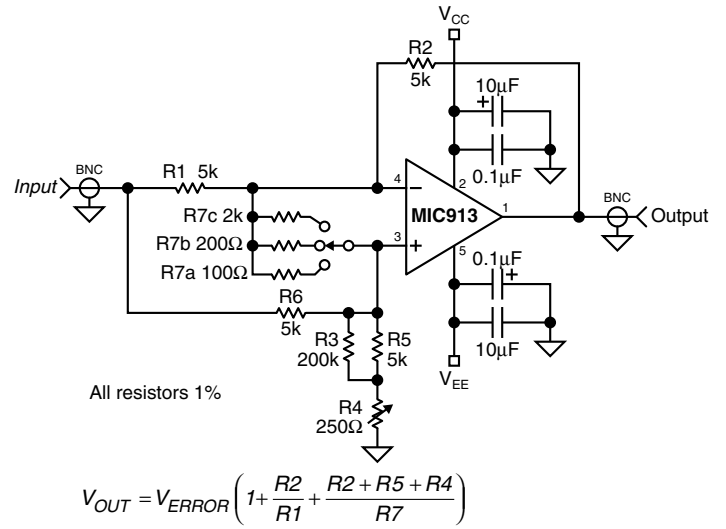 V_CC
R2
5k
10µF
+
BNC
R1 5k
4
−
2
0.1µF
BNC
Input
R7c 2k
MIC913
1
Output
R7b 200Ω
3
+
5
0.1µF
R7a 100Ω
+
R6
5k
R3
200k
R5
5k
10µF
V_EE
All resistors 1%
R4
250Ω
V_OUT = V_ERROR (1 + R2/R1 + (R2 + R5 + R4)/R7)